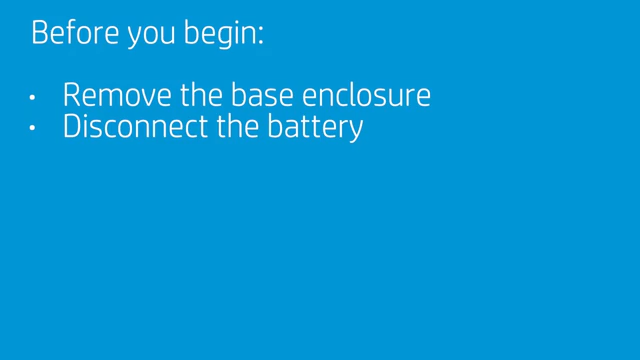 Before you begin:
• Remove the base enclosure
• Disconnect the battery